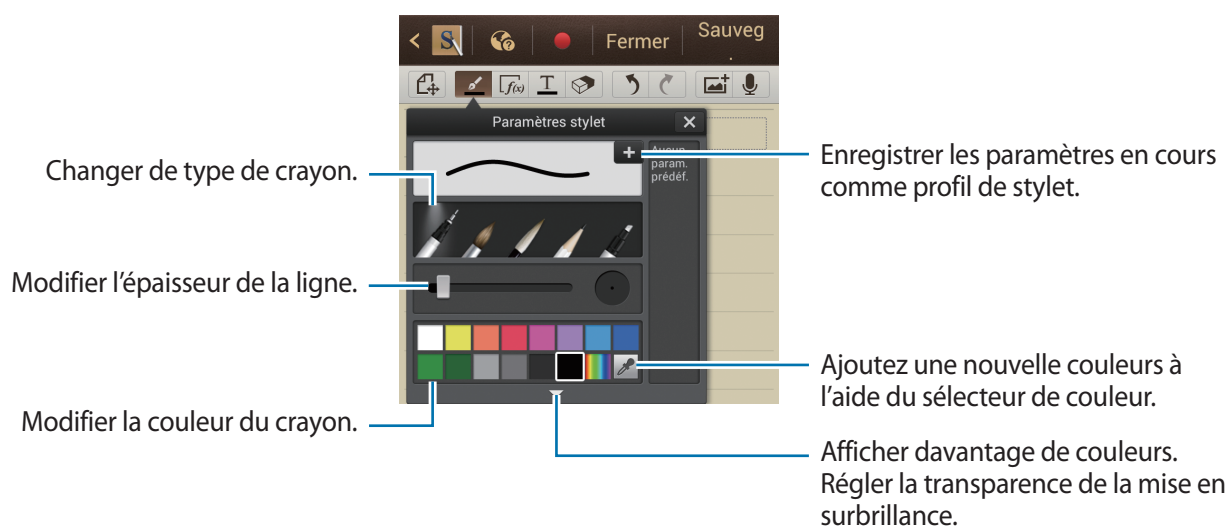 Sauveg
Fermer
.
S
f(x)
T
Paramètres stylet
Aucun
param.
prédéf.
Changer de type de crayon.
Enregistrer les paramètres en cours
comme profil de stylet.
Modifier l'épaisseur de la ligne.
Modifier la couleur du crayon.
Ajoutez une nouvelle couleurs à
l'aide du sélecteur de couleur.
Afficher davantage de couleurs.
Régler la transparence de la mise en
surbrillance.